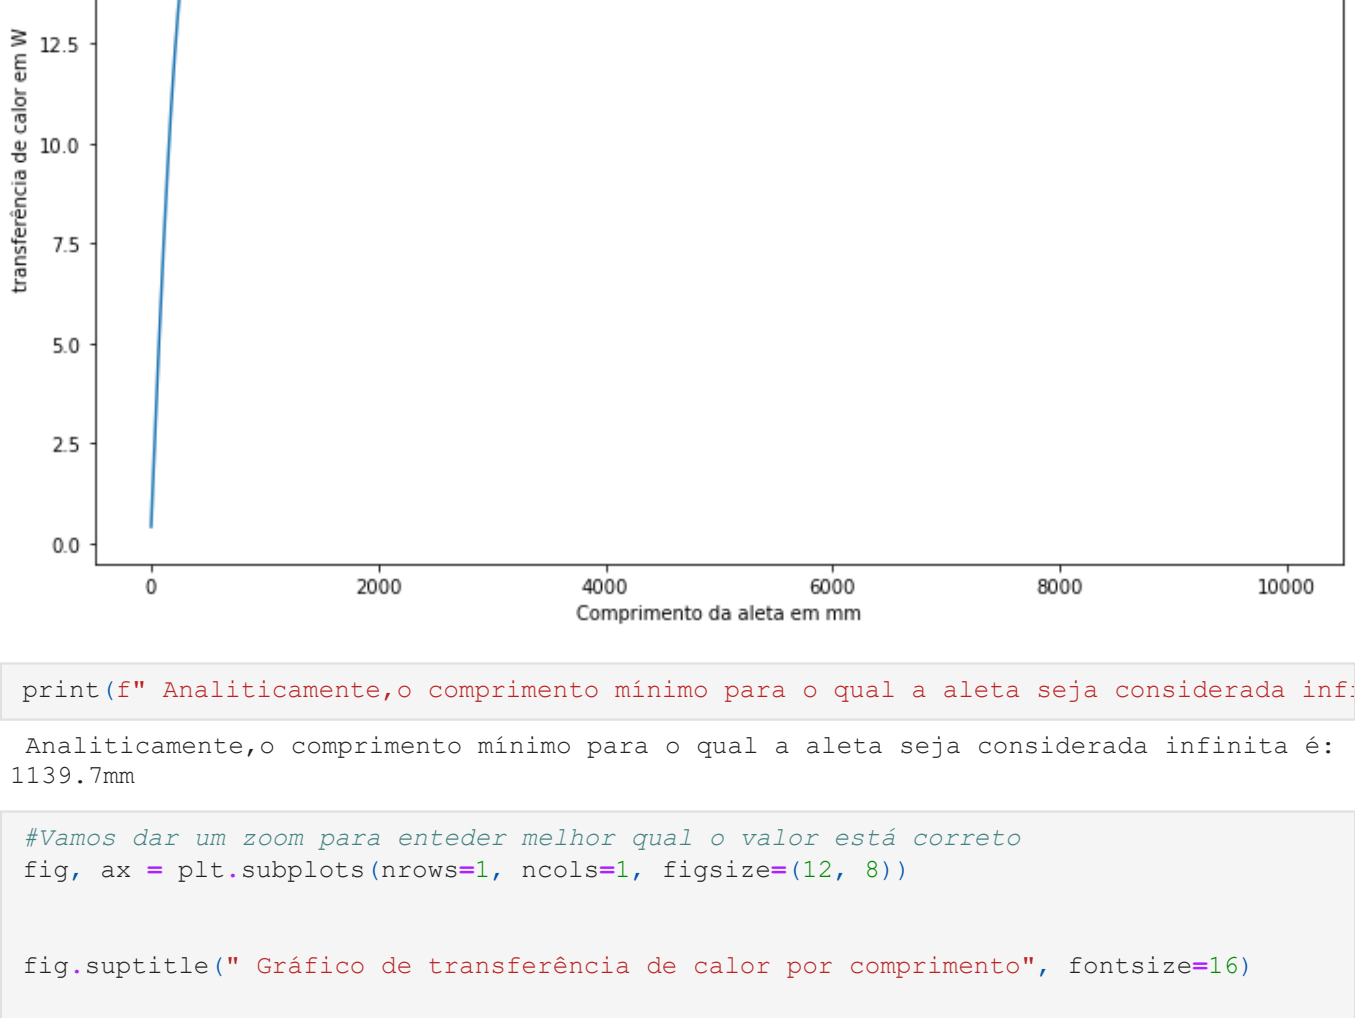 12.5
10.0
7.5
5.0
2.5
0.0
transferência de calor em W
0 2000 4000 6000 8000 10000
Comprimento da aleta em mm
print(f" Analiticamente,o comprimento mínimo para o qual a aleta seja considerada
Analiticamente,o comprimento mínimo para o qual a aleta seja considerada infinita é:
1139.7mm
#Vamos dar um zoom para enteder melhor qual o valor está correto
fig, ax = plt.subplots(nrows=1, ncols=1, figsize=(12, 8))
fig.suptitle(" Gráfico de transferência de calor por comprimento", fontsize=16)